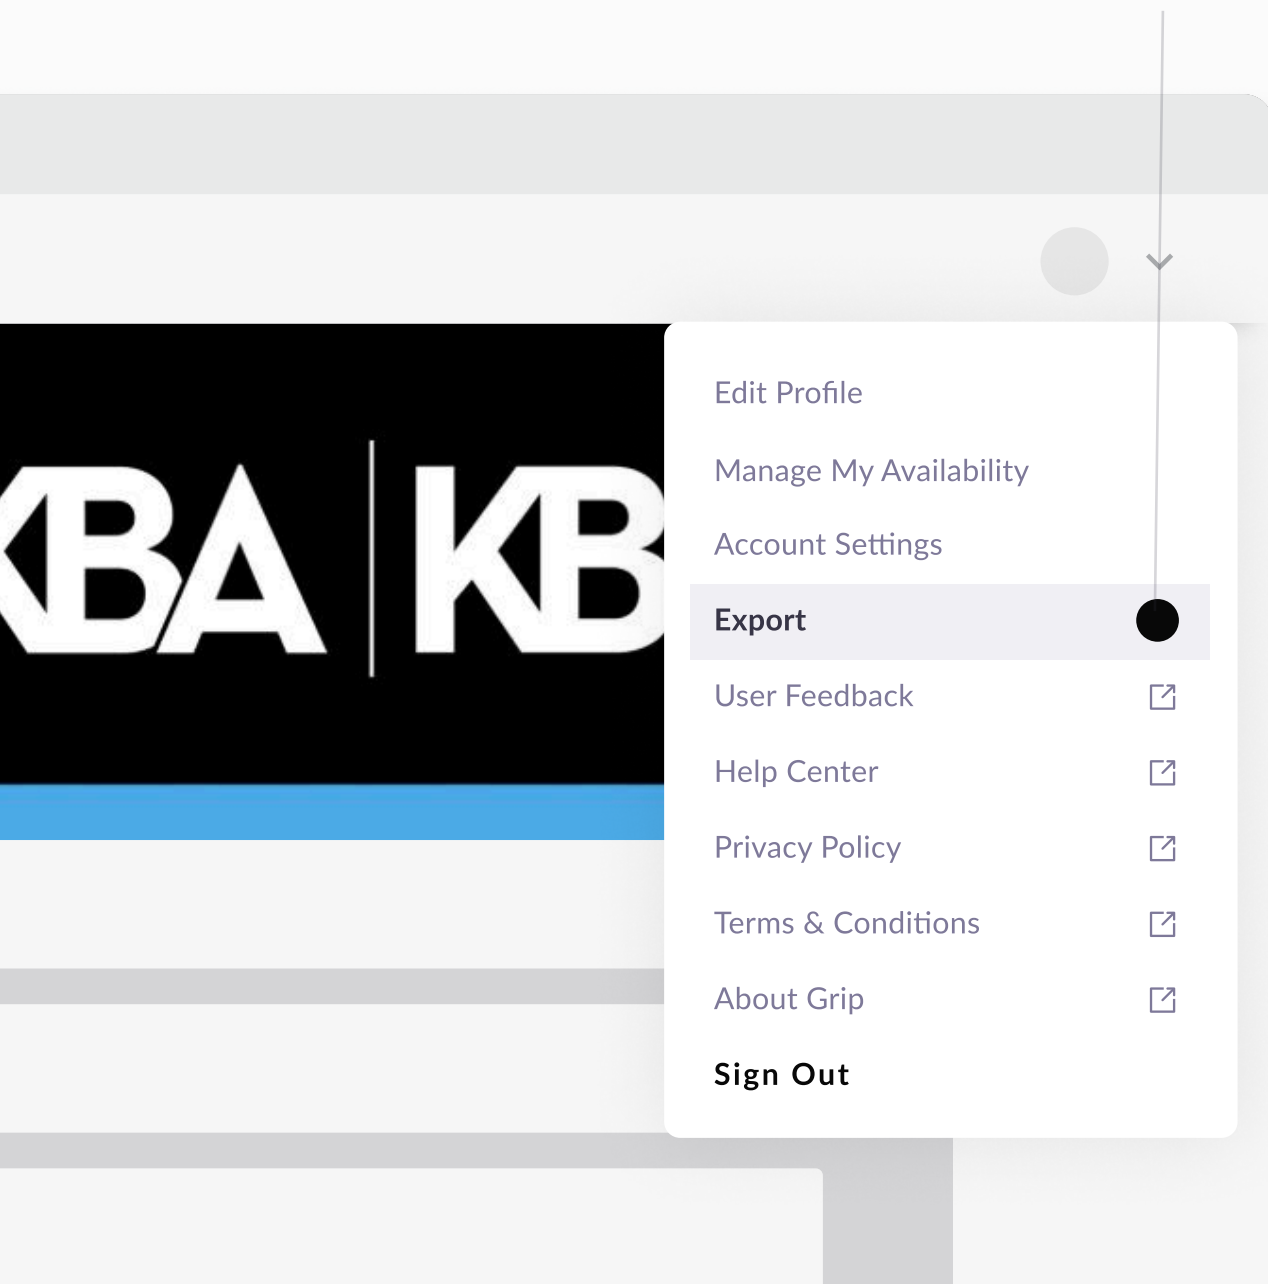 KBA | KB
Edit Profile
Manage My Availability
Account Settings
Export
User Feedback
Help Center
Privacy Policy
Terms & Conditions
About Grip
Sign Out